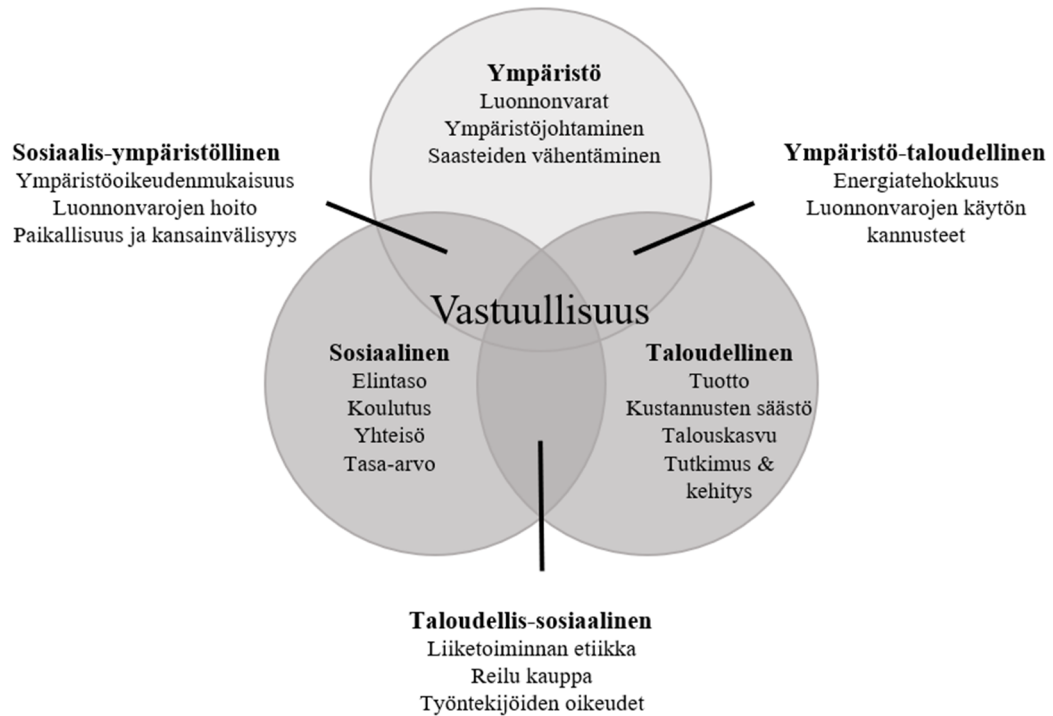 Ympäristö
Luonnonvarat
Ympäristöjohtaminen
Saasteiden vähentäminen
Sosiaalis-ympäristöllinen
Ympäristöoikeudenmukaisuus
Luonnonvarojen hoito
Paikallisuus ja kansainvälisyys
Ympäristö-taloudellinen
Energiatehokkuus
Luonnonvarojen käytön
kannusteet
Vastuullisuus
Sosiaalinen
Elintaso
Koulutus
Yhteisö
Tasa-arvo
Taloudellinen
Tuotto
Kustannusten säästö
Talouskasvu
Tutkimus &
kehitys
Taloudellis-sosiaalinen
Liiketoiminnan etiikka
Reilu kauppa
Työntekijöiden oikeudet